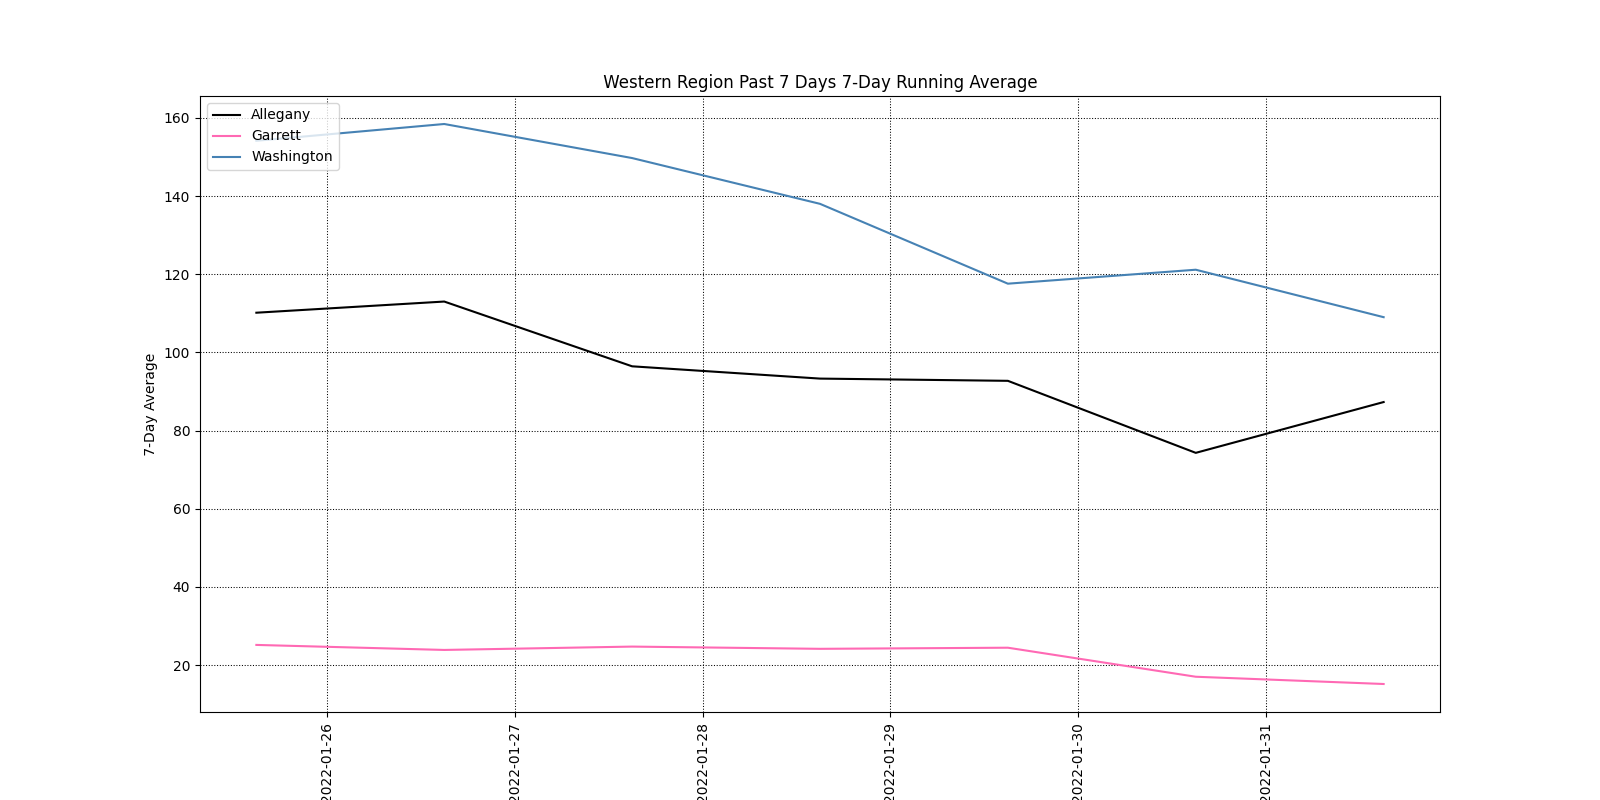 Western Region Past 7 Days 7-Day Running Average
Allegany
Garrett
Washington
160
140
120
100
80
60
40
20
7-Day Average
2022-01-26
2022-01-27
2022-01-28
2022-01-29
2022-01-30
2022-01-31